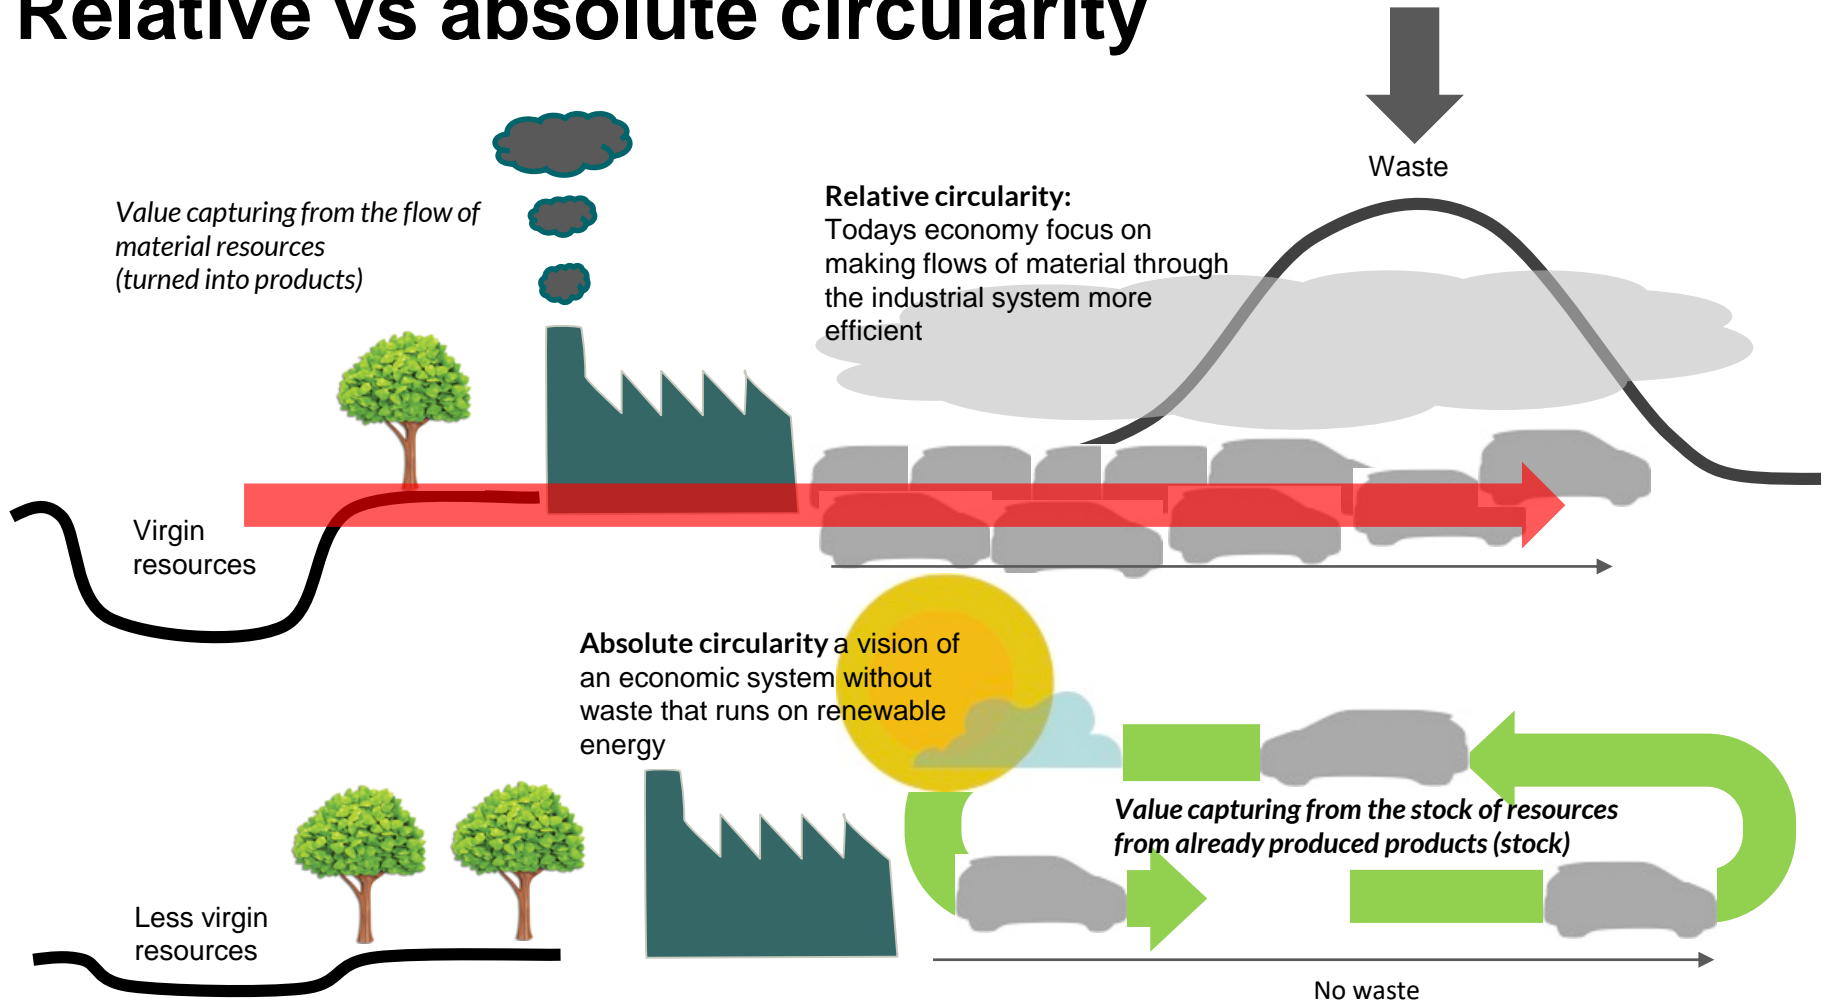 Relative vs absolute circularity
Waste
Value capturing from the flow of
material resources
(turned into products)
Relative circularity:
Todays economy focus on
making flows of material through
the industrial system more
efficient
Virgin
resources
Absolute circularity a vision of
an economic system without
waste that runs on renewable
energy
Value capturing from the stock of resources
from already produced products (stock)
Less virgin
resources
No waste